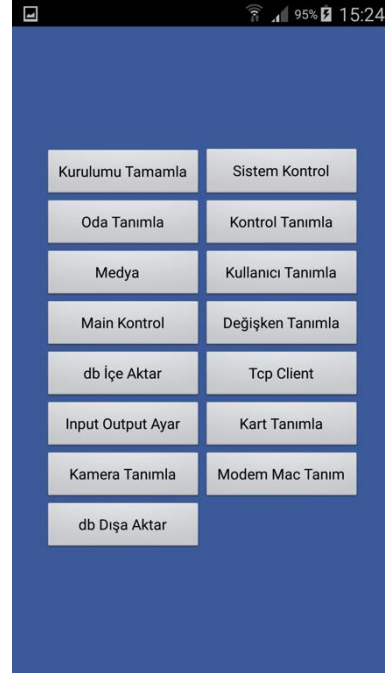 95% 15:24
Kurulumu Tamamla Sistem Kontrol
Oda Tanımla Kontrol Tanımla
Medya Kullanıcı Tanımla
Main Kontrol Değişken Tanımla
db İçe Aktar Tcp Client
Input Output Ayar Kart Tanımla
Kamera Tanımla Modem Mac Tanım
db Dışa Aktar